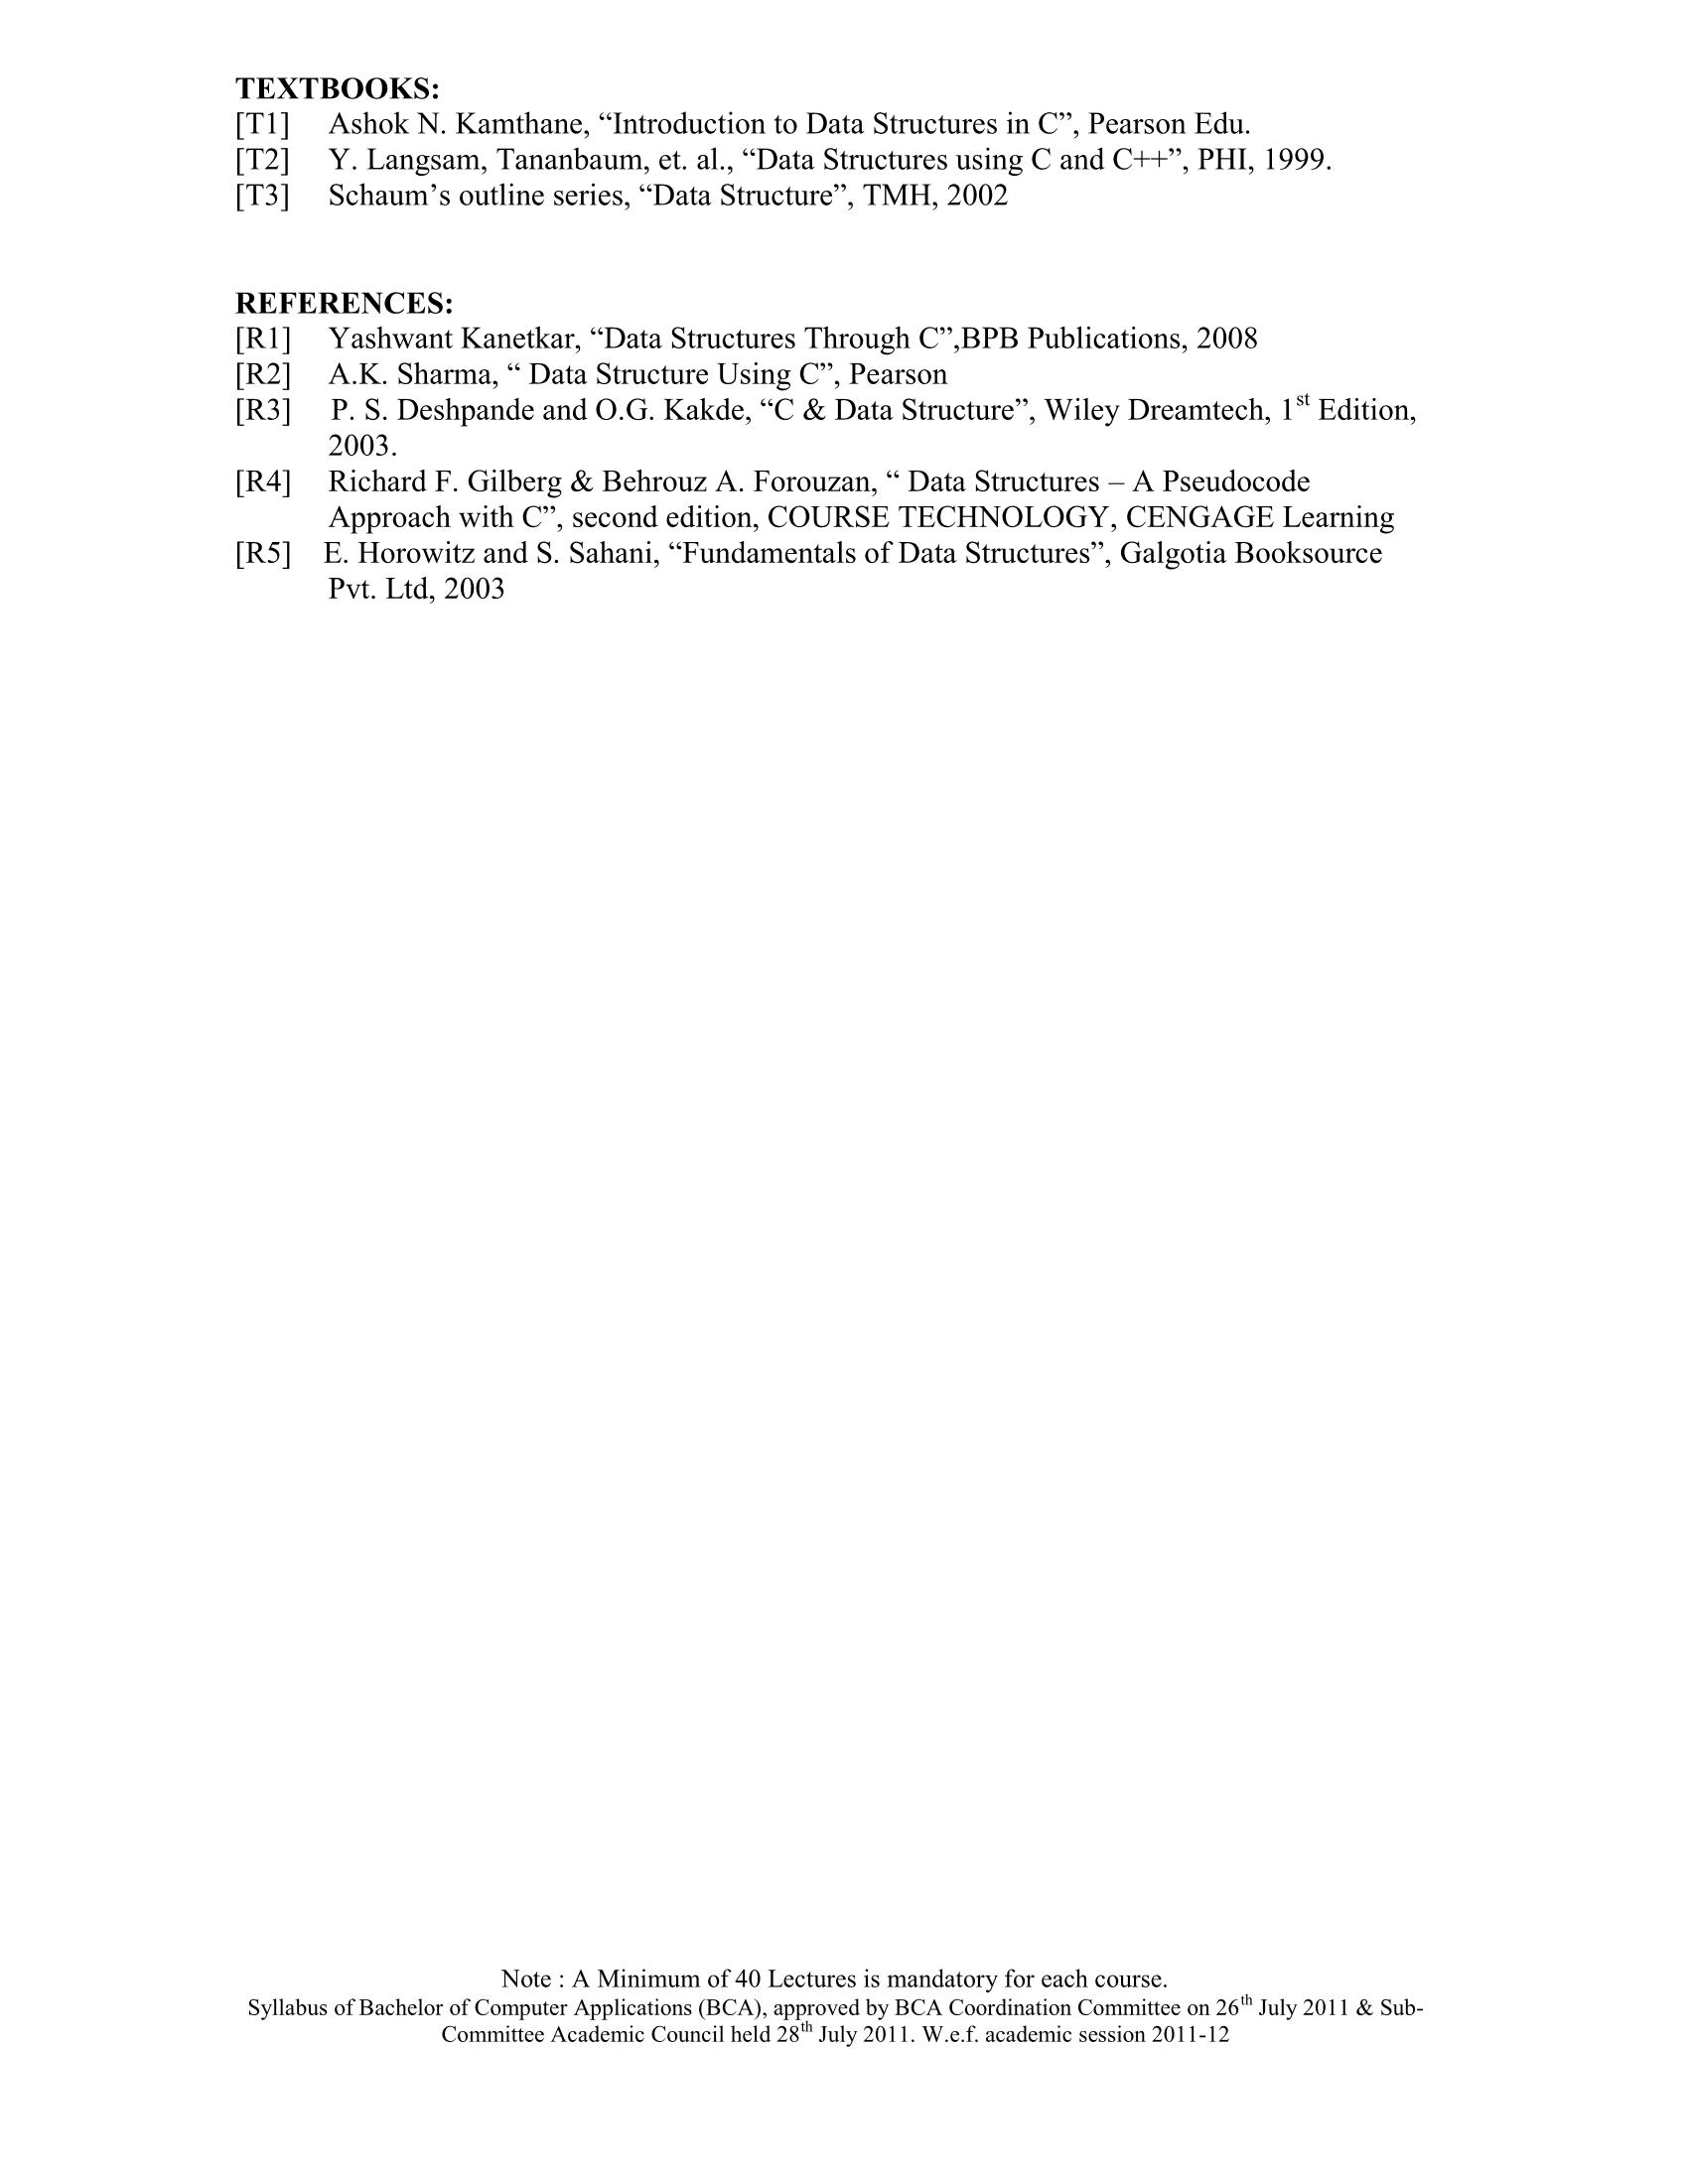 TEXTBOOKS:
[T1] Ashok N. Kamthane, “Introduction to Data Structures in C”, Pearson Edu.
[T2] Y. Langsam, Tananbaum, et. al., “Data Structures using C and C++”, PHI, 1999.
[T3] Schaum’s outline series, “Data Structure”, TMH, 2002
REFERENCES:
[R1] Yashwant Kanetkar, “Data Structures Through C”,BPB Publications, 2008
[R2] A.K. Sharma, “ Data Structure Using C”, Pearson
[R3] P. S. Deshpande and O.G. Kakde, “C & Data Structure”, Wiley Dreamtech, 1st Edition,
2003.
[R4] Richard F. Gilberg & Behrouz A. Forouzan, “ Data Structures – A Pseudocode
Approach with C”, second edition, COURSE TECHNOLOGY, CENGAGE Learning
[R5] E. Horowitz and S. Sahani, “Fundamentals of Data Structures”, Galgotia Booksource
Pvt. Ltd, 2003
Note : A Minimum of 40 Lectures is mandatory for each course.
Syllabus of Bachelor of Computer Applications (BCA), approved by BCA Coordination Committee on 26th July 2011 & Sub-
Committee Academic Council held 28th July 2011. W.e.f. academic session 2011-12